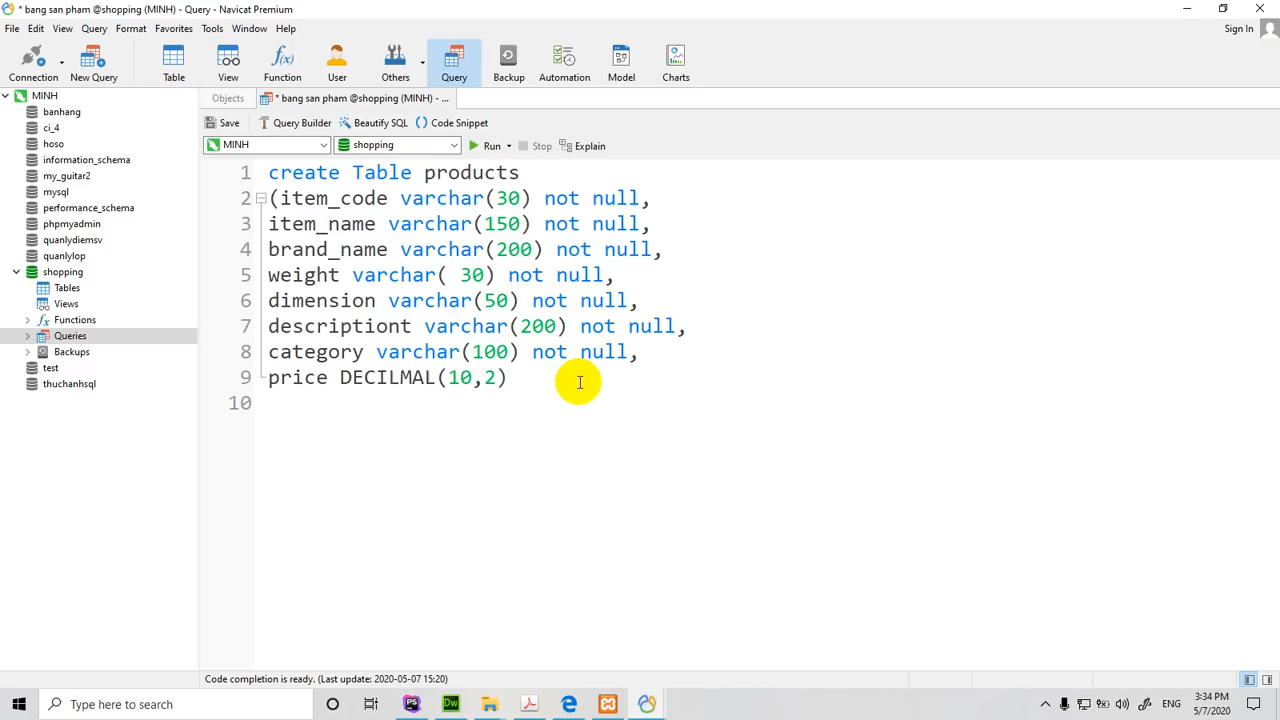 * bang san pham @shopping (MINH) - Query - Navicat Premium
File Edit View Query Format Favorites Tools Window Help
Sign In
Connection New Query Table View Function User Others Query Backup Automation Model Charts
MINH
banhang
ci_4
hoso
information_schema
my_guitar2
mysql
performance_schema
phpmyadmin
quanlydiemsv
quanlylop
shopping
Tables
Views
Functions
Queries
Backups
test
thuchanhsql
Objects * bang san pham @shopping (MINH) - ...
Save Query Builder Beautify SQL () Code Snippet
MINH shopping Run Stop Explain
1 create Table products
2 (item_code varchar(30) not null,
3 item_name varchar(150) not null,
4 brand_name varchar(200) not null,
5 weight varchar( 30) not null,
6 dimension varchar(50) not null,
7 descriptiont varchar(200) not null,
8 category varchar(100) not null,
9 price DECILMAL(10,2)
10
Code completion is ready. (Last update: 2020-05-07 15:20)
Type here to search
PS Dw
ENG
3:34 PM
5/7/2020